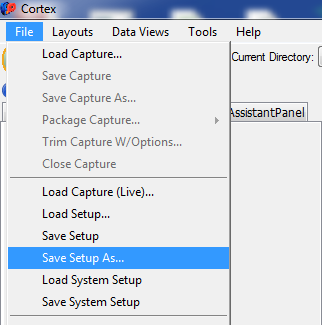 Cortex
File Layouts Data Views Tools Help
Load Capture...
Current Directory:
Save Capture
Save Capture As...
Package Capture...
AssistantPanel
Trim Capture W/Options...
Close Capture
Load Capture (Live)...
Load Setup...
Save Setup
Save Setup As...
Load System Setup
Save System Setup